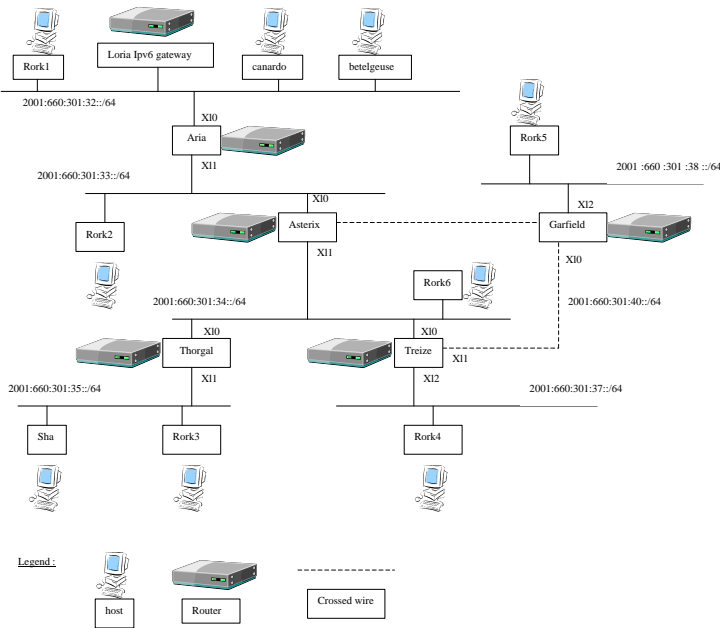 Rork1
Loria Ipv6 gateway
canardo
betelgeuse
2001:660:301:32::/64
Xl0
Aria
Xl1
Rork5
2001:660:301:33::/64
2001 :660 :301 :38 ::/64
Xl0
Xl2
Rork2
Asterix
Garfield
Xl1
Xl0
Rork6
2001:660:301:34::/64
2001:660:301:40::/64
Xl0
Xl0
Thorgal
Treize
Xl1
Xl1
Xl2
2001:660:301:35::/64
2001:660:301:37::/64
Sha
Rork3
Rork4
Legend :
host
Router
Crossed wire